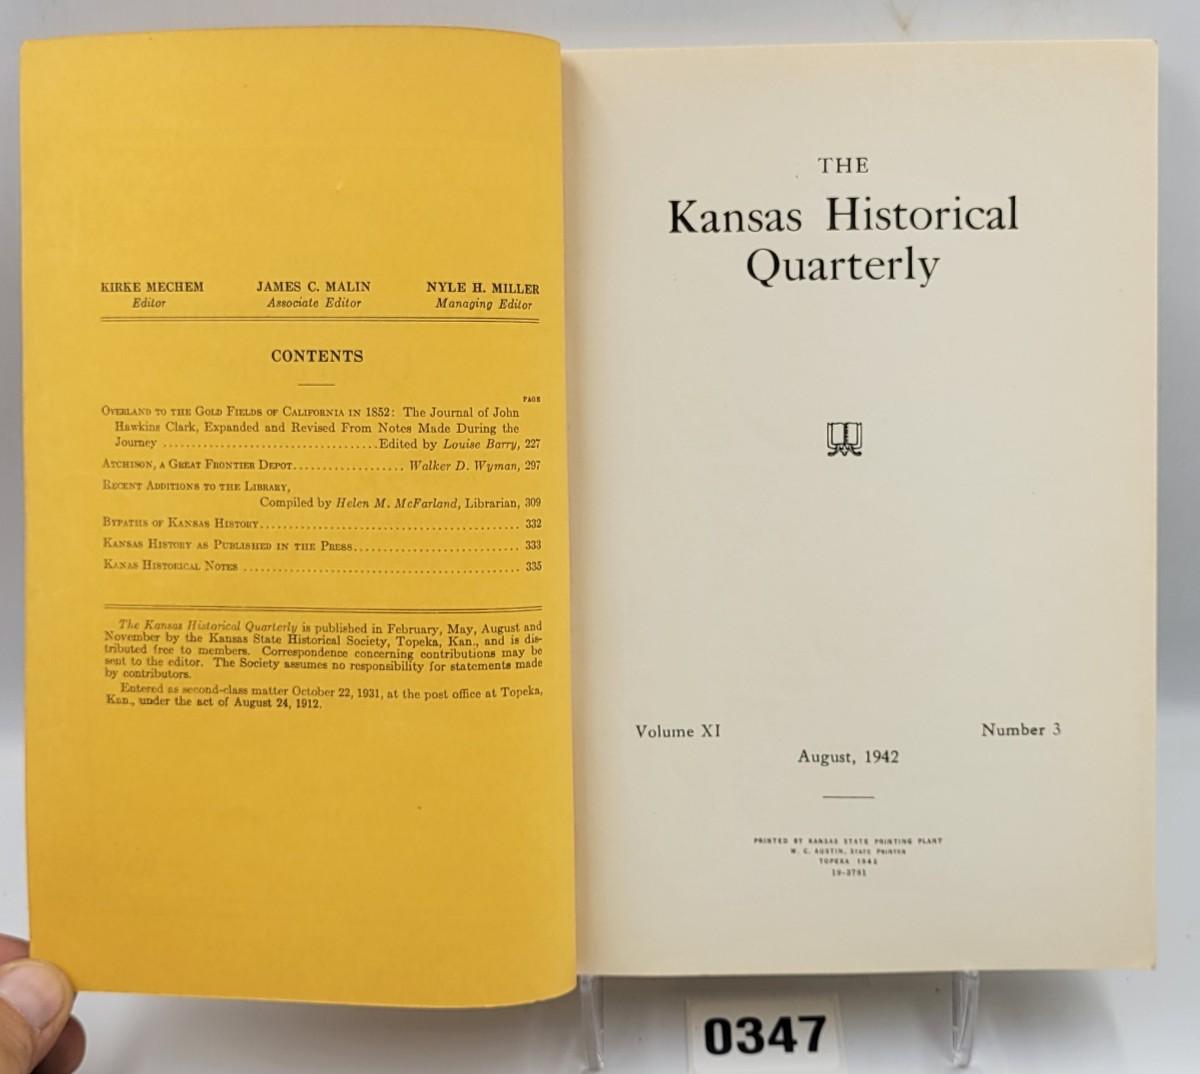 KIRKE MECHEM JAMES C. MALIN NYLE H. MILLER
Editor Associate Editor Managing Editor
CONTENTS
PAGE
OVERLAND TO THE GOLD FIELDS OF CALIFORNIA IN 1852: The Journal of John
Hawkins Clark, Expanded and Revised From Notes Made During the
Journey ..................................Edited by Louise Barry, 227
ATCHISON, A GREAT FRONTIER DEPOT.................. Walker D. Wyman, 297
RECENT ADDITIONS TO THE LIBRARY,
Compiled by Helen M. McFarland, Librarian, 309
BYPATHS OF KANSAS HISTORY.......................................... 332
KANSAS HISTORY AS PUBLISHED IN THE PRESS........................... 333
KANAS HISTORICAL NOTES ............................................ 335
The Kansas Historical Quarterly is published in February, May, August and
November by the Kansas State Historical Society, Topeka, Kan., and is dis-
tributed free to members. Correspondence concerning contributions may be
sent to the editor. The Society assumes no responsibility for statements made
by contributors.
Entered as second-class matter October 22, 1931, at the post office at Topeka,
Kan., under the act of August 24, 1912.
THE
Kansas Historical
Quarterly
Volume XI Number 3
August, 1942
PRINTED BY KANSAS STATE PRINTING PLANT
W. C. AUSTIN, STATE PRINTER
TOPEKA 1942
19-3781
0347